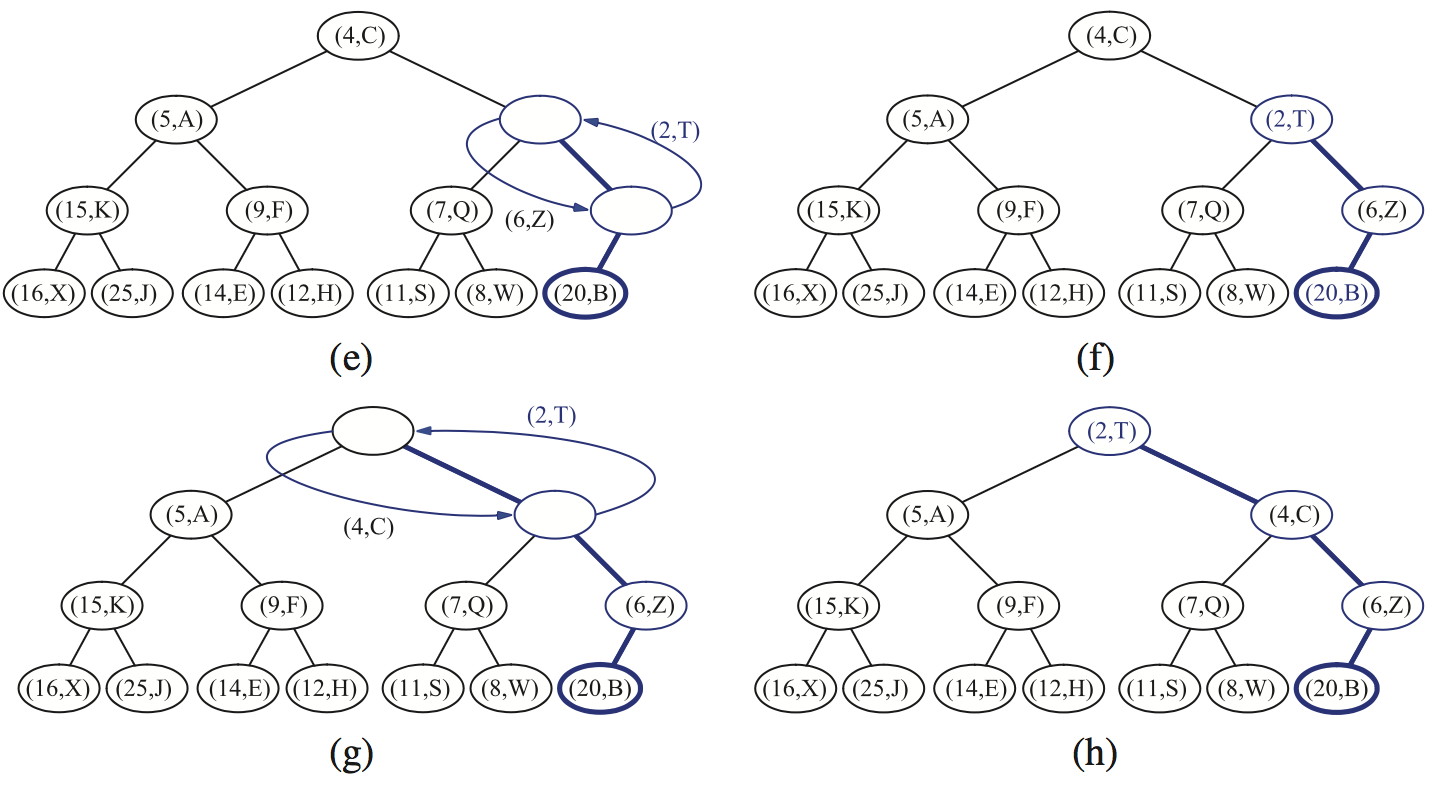 (4,C) (4,C)
(5,A) (2,T) (5,A) (2,T)
(15,K) (9,F) (7,Q) (6,Z) (15,K) (9,F) (7,Q) (6,Z)
(16,X) (25,J) (14,E) (12,H) (11,S) (8,W) (20,B) (16,X) (25,J) (14,E) (12,H) (11,S) (8,W) (20,B)
(e) (f)
(2,T) (2,T)
(5,A) (4,C) (5,A) (4,C)
(15,K) (9,F) (7,Q) (6,Z) (15,K) (9,F) (7,Q) (6,Z)
(16,X) (25,J) (14,E) (12,H) (11,S) (8,W) (20,B) (16,X) (25,J) (14,E) (12,H) (11,S) (8,W) (20,B)
(g) (h)